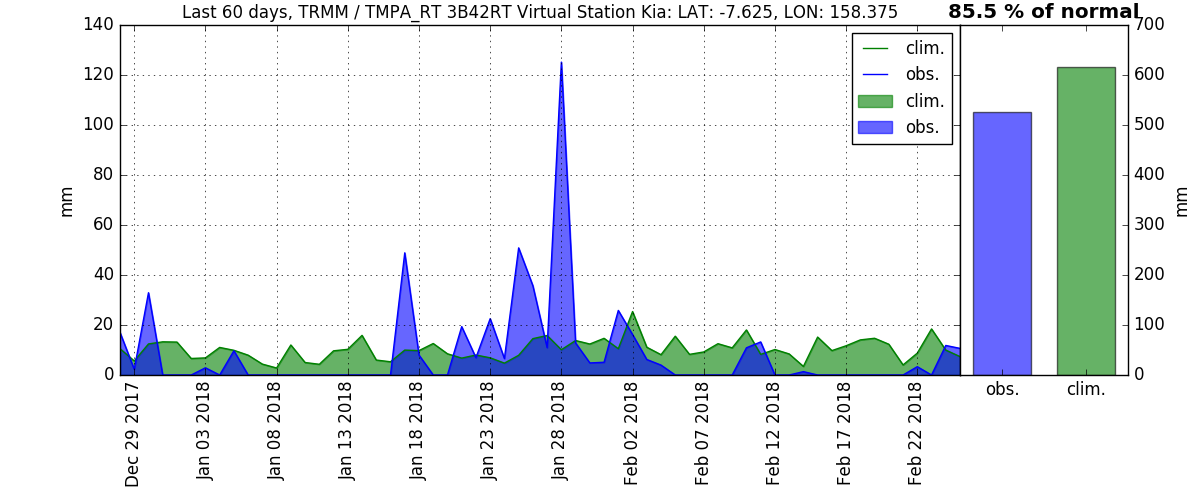 Last 60 days, TRMM / TMPA_RT 3B42RT Virtual Station Kia: LAT: -7.625, LON: 158.375
85.5 % of normal
140
120
100
80
60
40
20
0
mm
clim.
obs.
clim.
obs.
700
600
500
400
300
200
100
0
mm
Dec 29 2017
Jan 03 2018
Jan 08 2018
Jan 13 2018
Jan 18 2018
Jan 23 2018
Jan 28 2018
Feb 02 2018
Feb 07 2018
Feb 12 2018
Feb 17 2018
Feb 22 2018
obs.
clim.